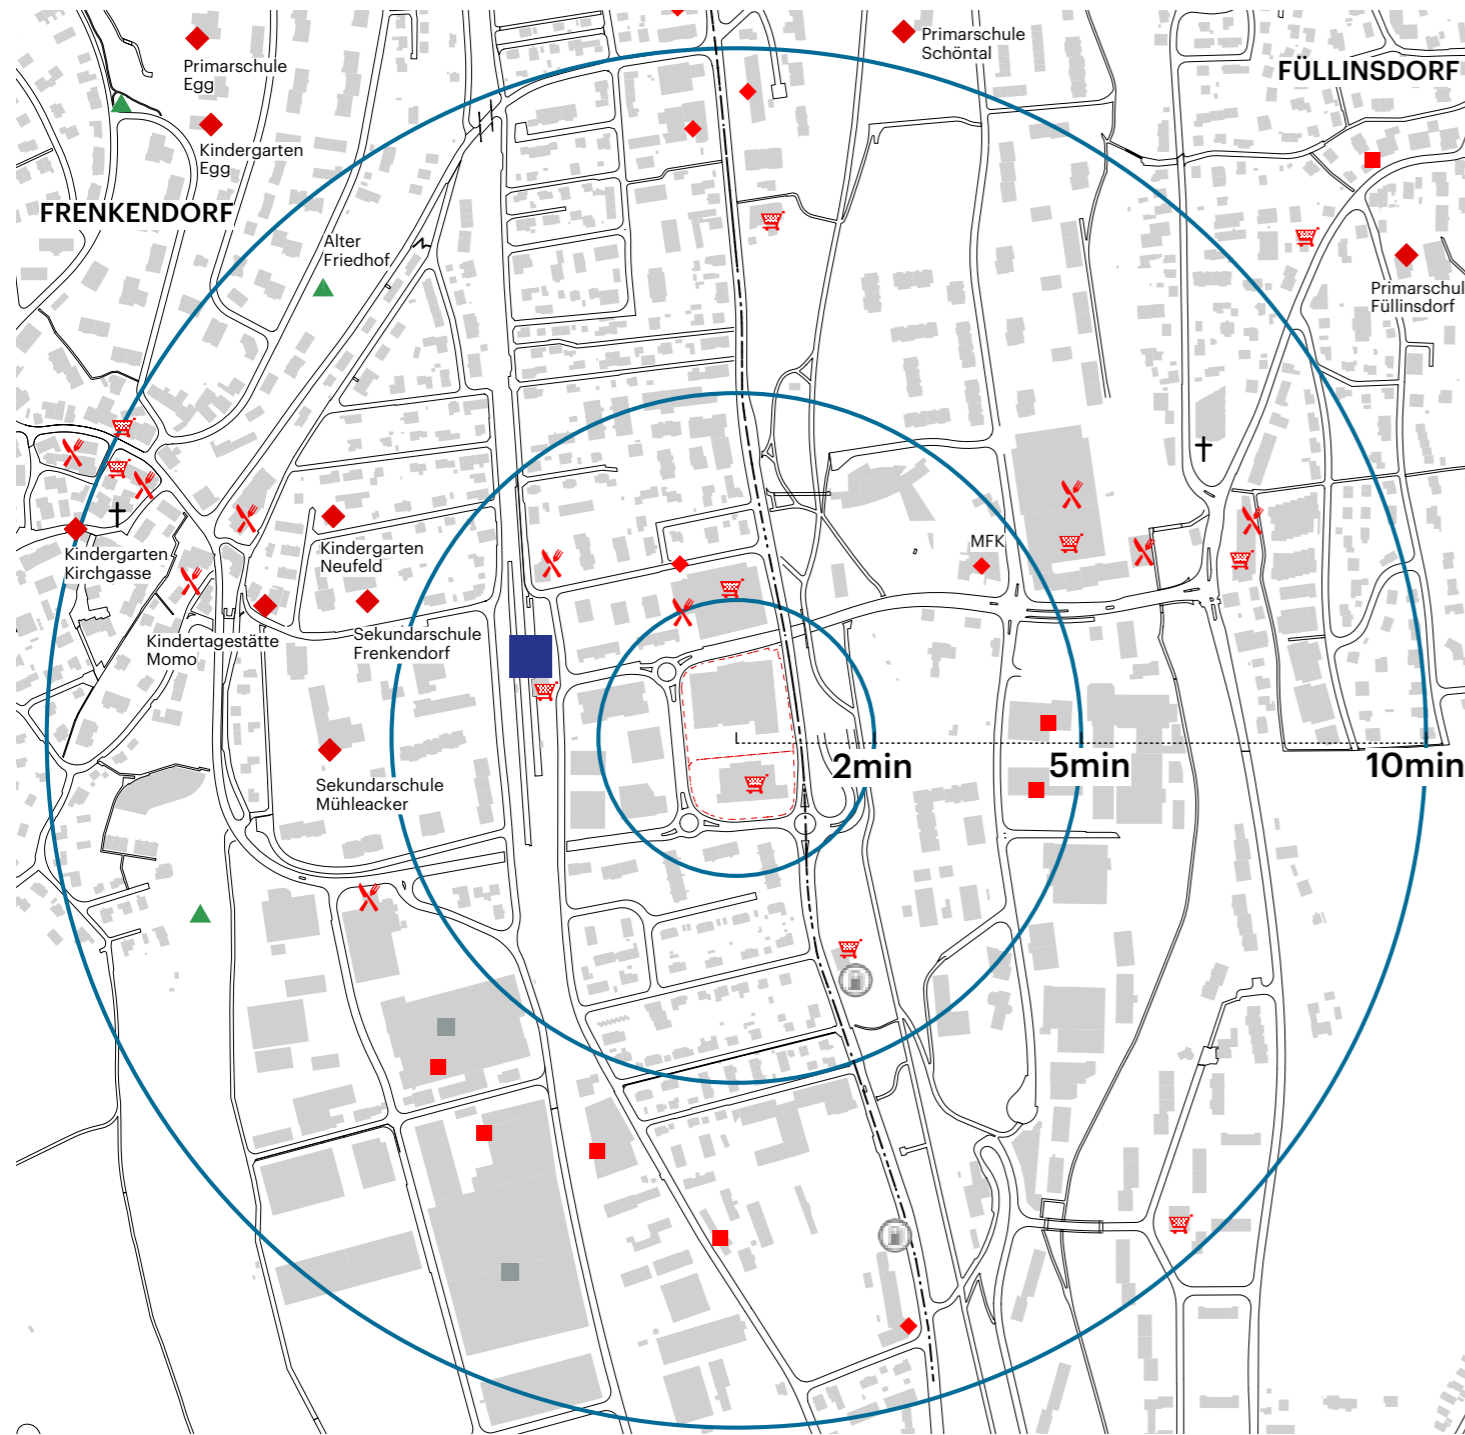 Primarschule
Egg
Primarschule
Schöntal
FÜLLINSDORF
Kindergarten
Egg
FRENKENDORF
Alter
Friedhof
Primarschul
Füllinsdorf
Kindergarten
Kirchgasse
Kindergarten
Neufeld
MFK
Kindertagestätte
Momo
Sekundarschule
Frenkendorf
Sekundarschule
Mühleacker
2min
5min
10min